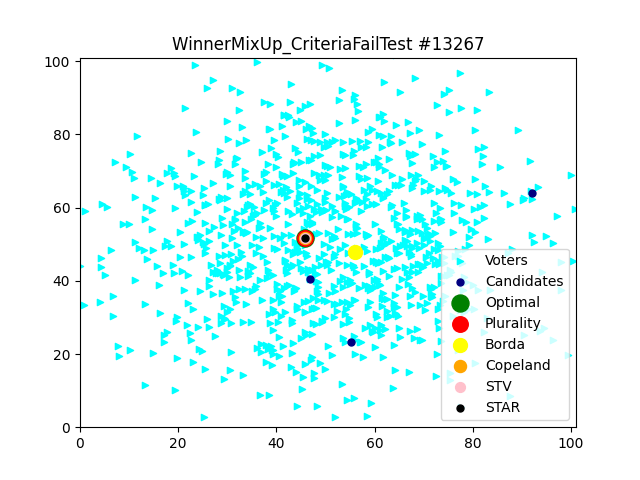 WinnerMixUp_CriteriaFailTest #13267
100
80
60
40
20
0
0
20
40
60
80
100
Voters
Candidates
Optimal
Plurality
Borda
Copeland
STV
STAR